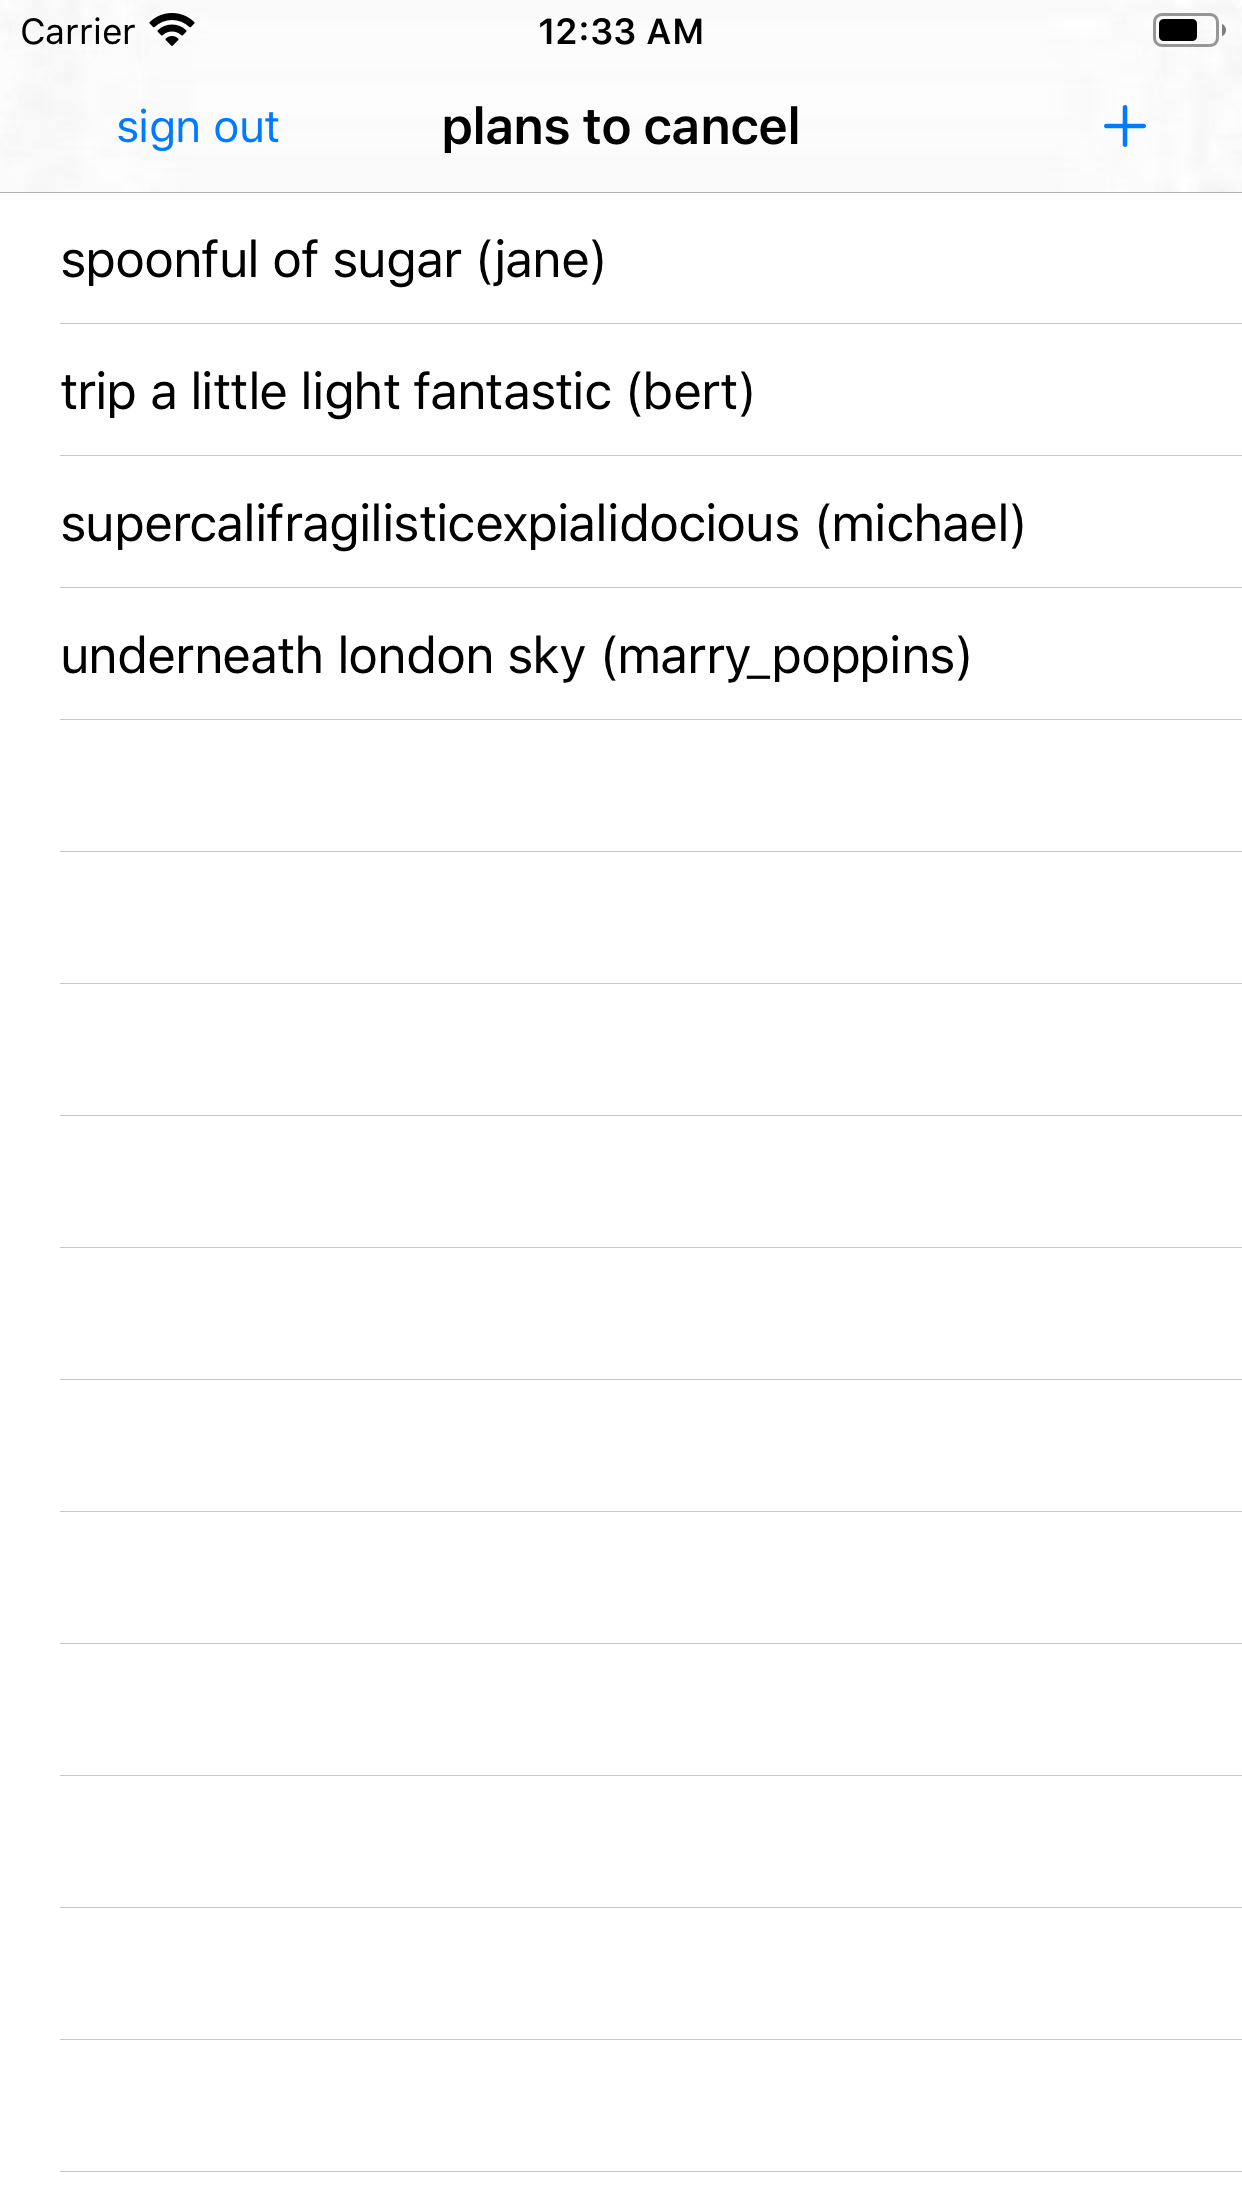 Carrier 12:33 AM
sign out plans to cancel +
spoonful of sugar (jane)
trip a little light fantastic (bert)
supercalifragilisticexpialidocious (michael)
underneath london sky (marry_poppins)